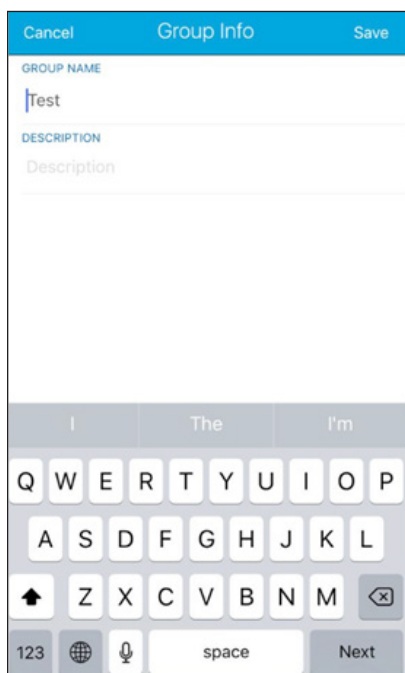 Cancel Group Info Save
GROUP NAME
Test
DESCRIPTION
Description
I The I'm
Q W E R T Y U I O P
A S D F G H J K L
Z X C V B N M
123 space Next